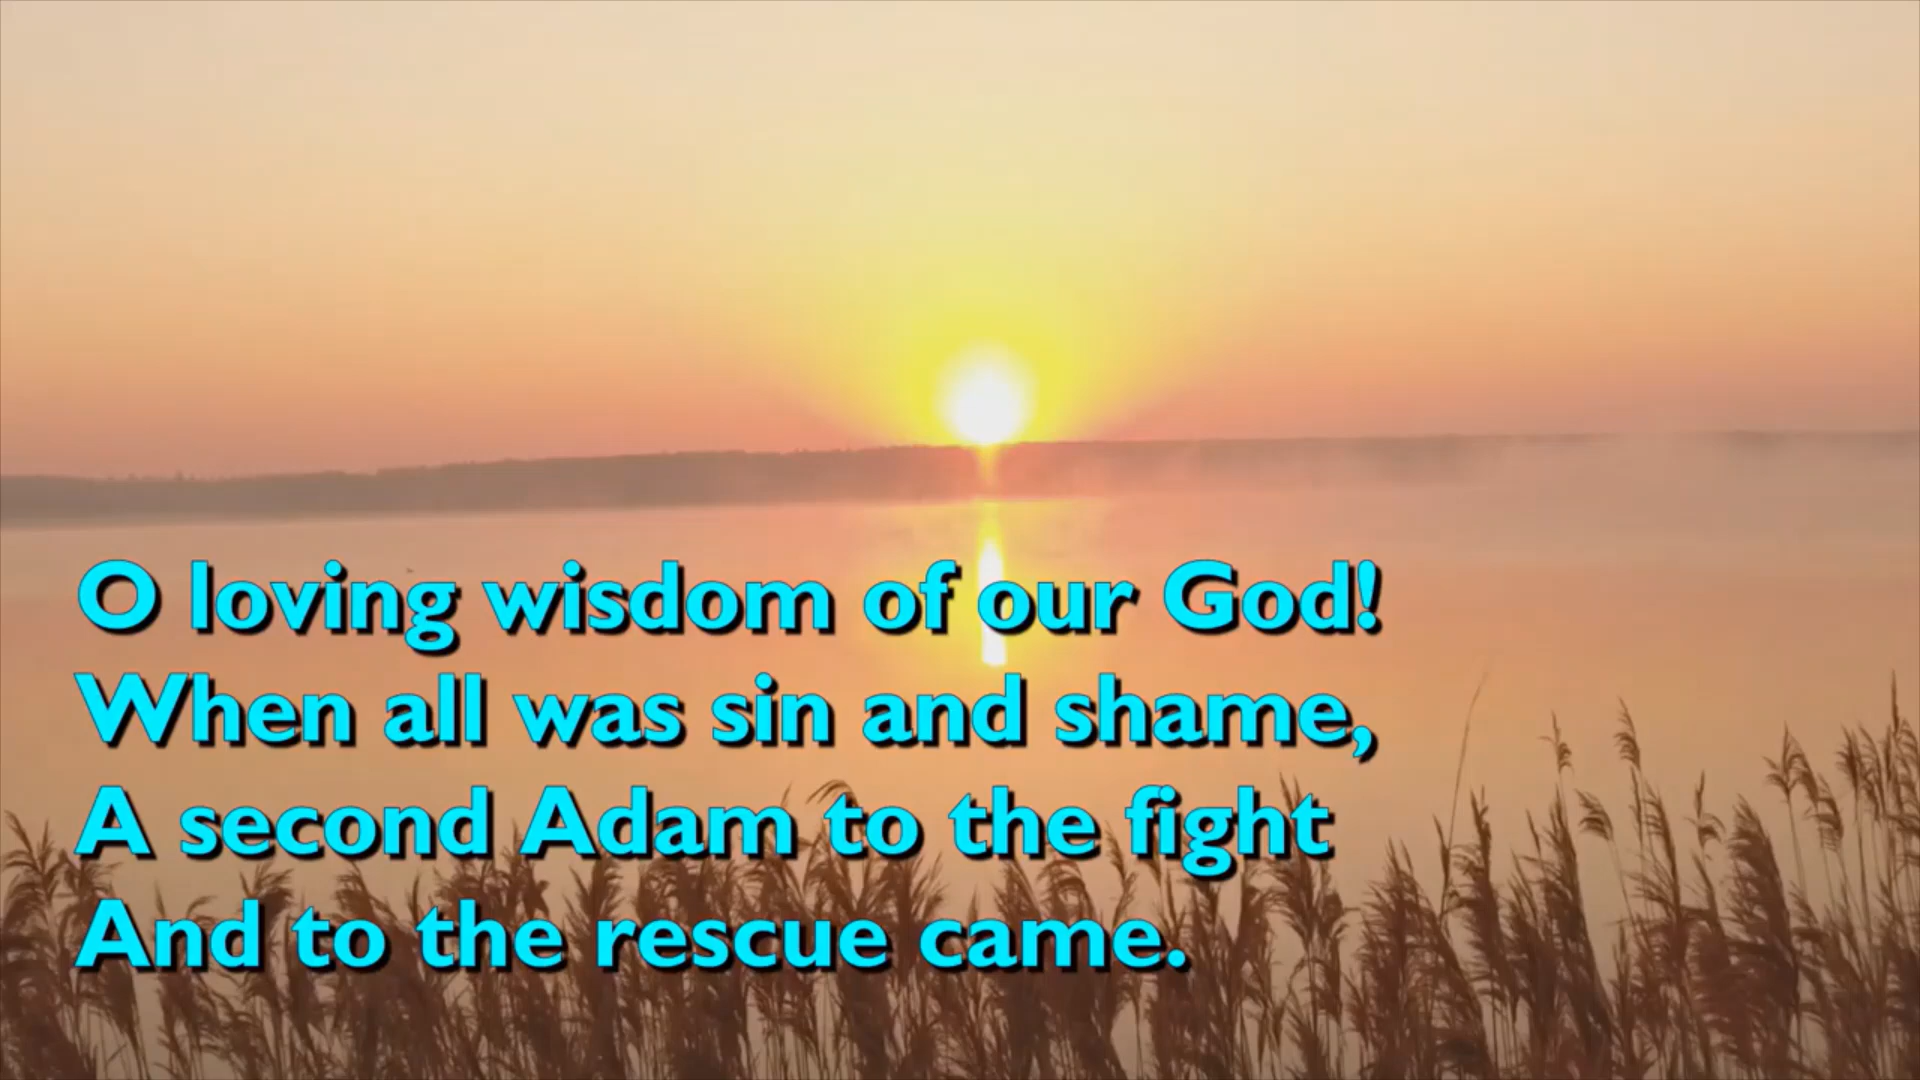 O loving wisdom of our God!
When all was sin and shame,
A second Adam to the fight
And to the rescue came.